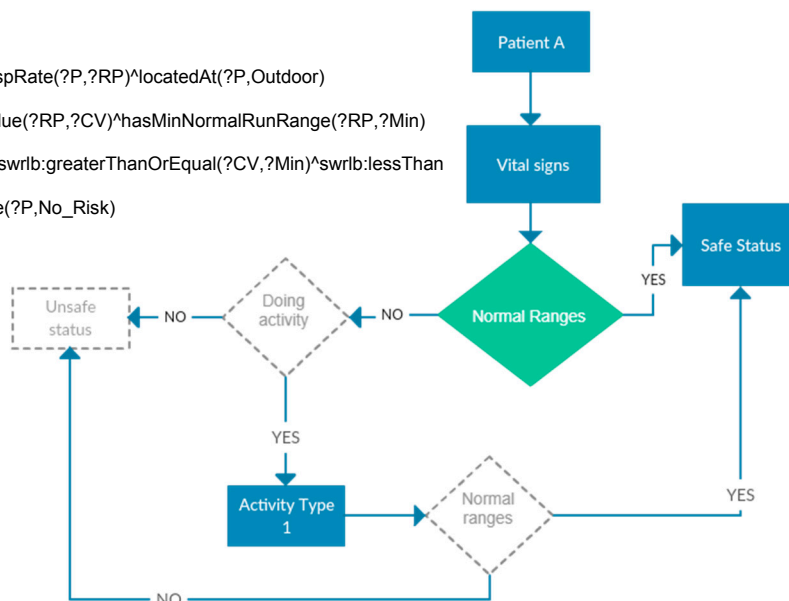 Patient A
spRate(?P,?RP)^locatedAt(?P,Outdoor)
lue(?RP,?CV)^hasMinNormalRunRange(?RP,?Min)
swrlb:greaterThanOrEqual(?CV,?Min)^swrlb:lessThan
e(?P,No_Risk)
Vital signs
Safe Status
YES
Normal Ranges
NO
Doing
activity
NO
Unsafe
status
YES
Activity Type
1
Normal
ranges
YES
NO